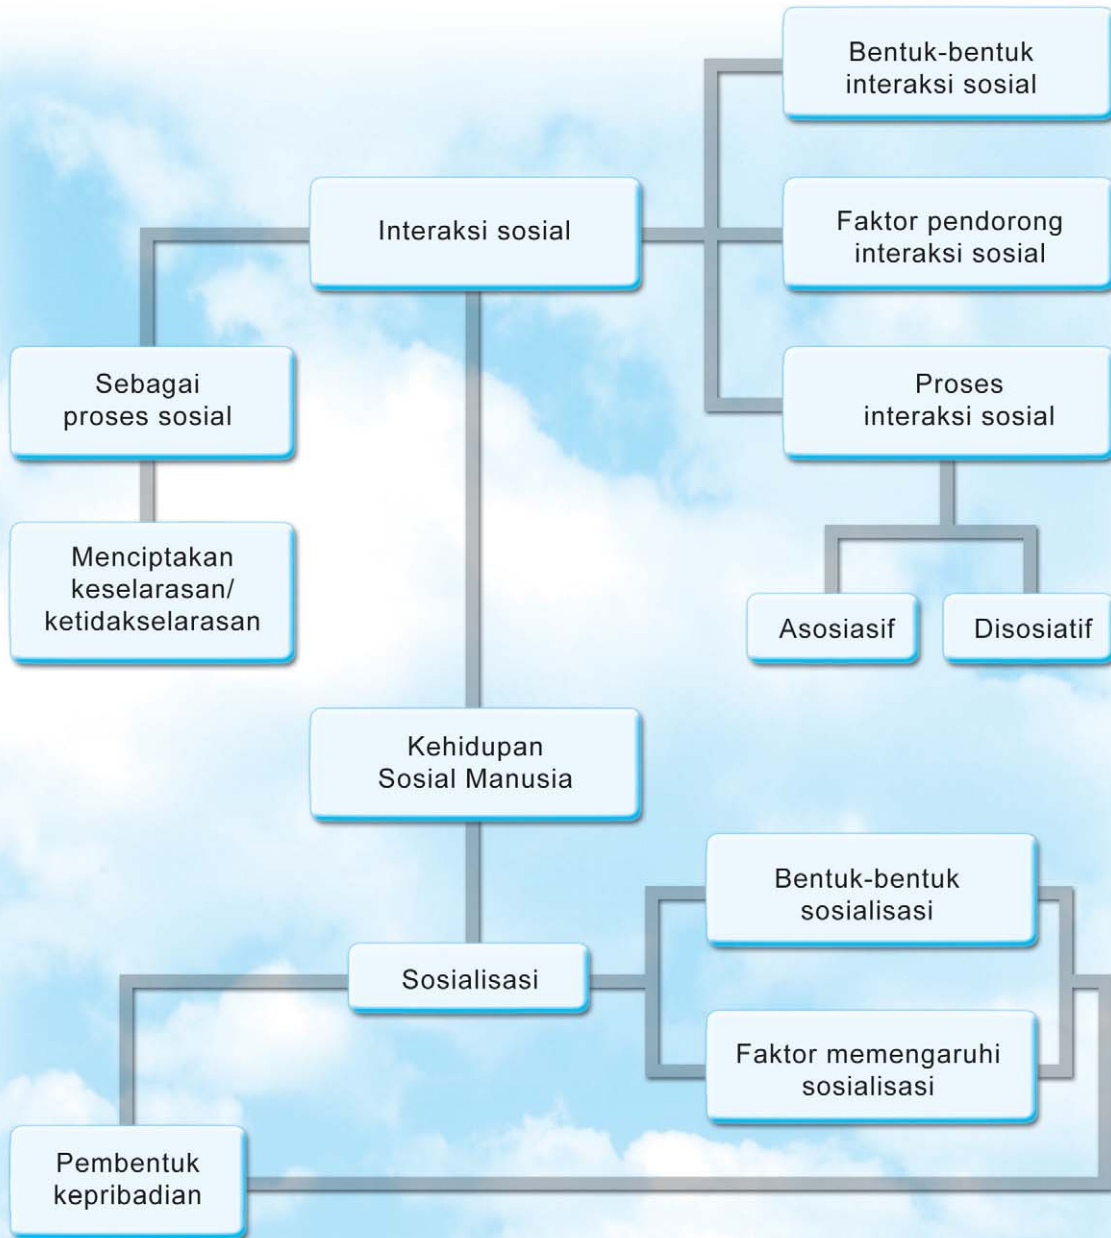 Bentuk-bentuk
interaksi sosial
Interaksi sosial
Faktor pendorong
interaksi sosial
Sebagai
proses sosial
Proses
interaksi sosial
Menciptakan
keselarasan/
ketidakselarasan
Asosiasif
Disosiatif
Kehidupan
Sosial Manusia
Bentuk-bentuk
sosialisasi
Sosialisasi
Faktor memengaruhi
sosialisasi
Pembentuk
kepribadian